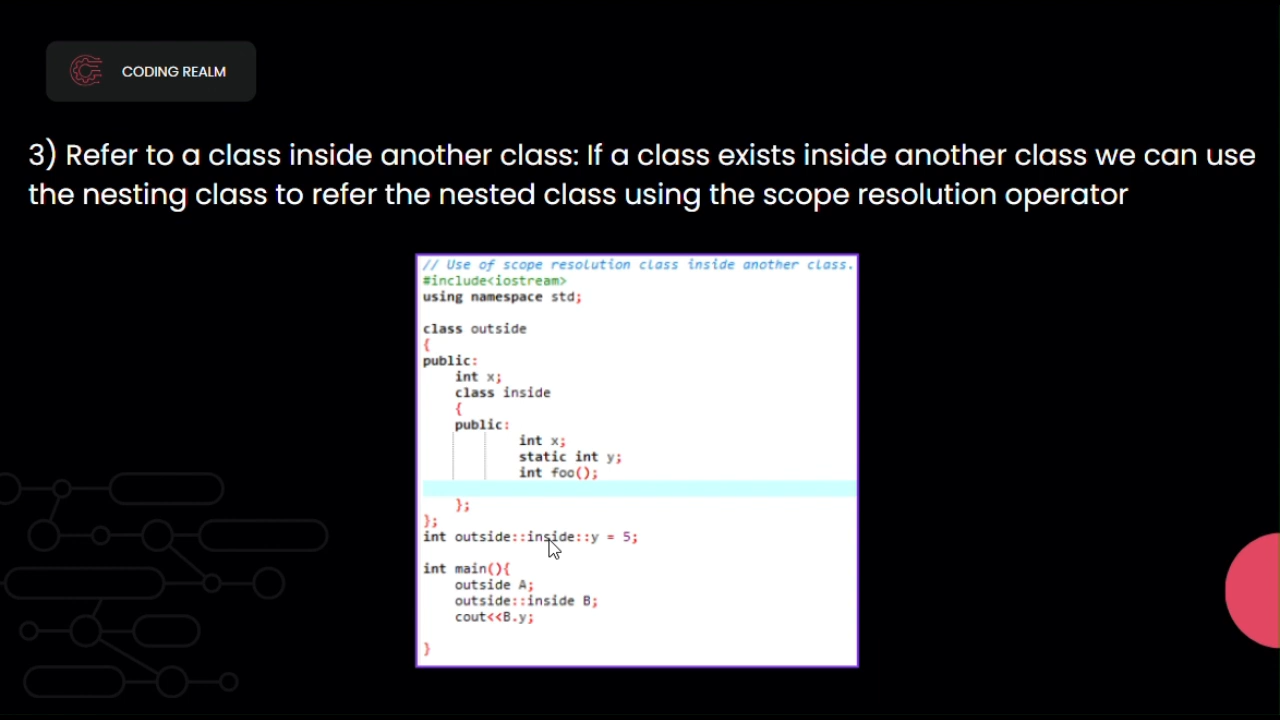 CODING REALM
3) Refer to a class inside another class: If a class exists inside another class we can use
the nesting class to refer the nested class using the scope resolution operator
// Use of scope resolution class inside another class.
#include<iostream>
using namespace std;
class outside
{
public:
int x;
class inside
{
public:
int x;
static int y;
int foo();
};
};
int outside::inside::y = 5;
int main(){
outside A;
outside::inside B;
cout<<B.y;
}